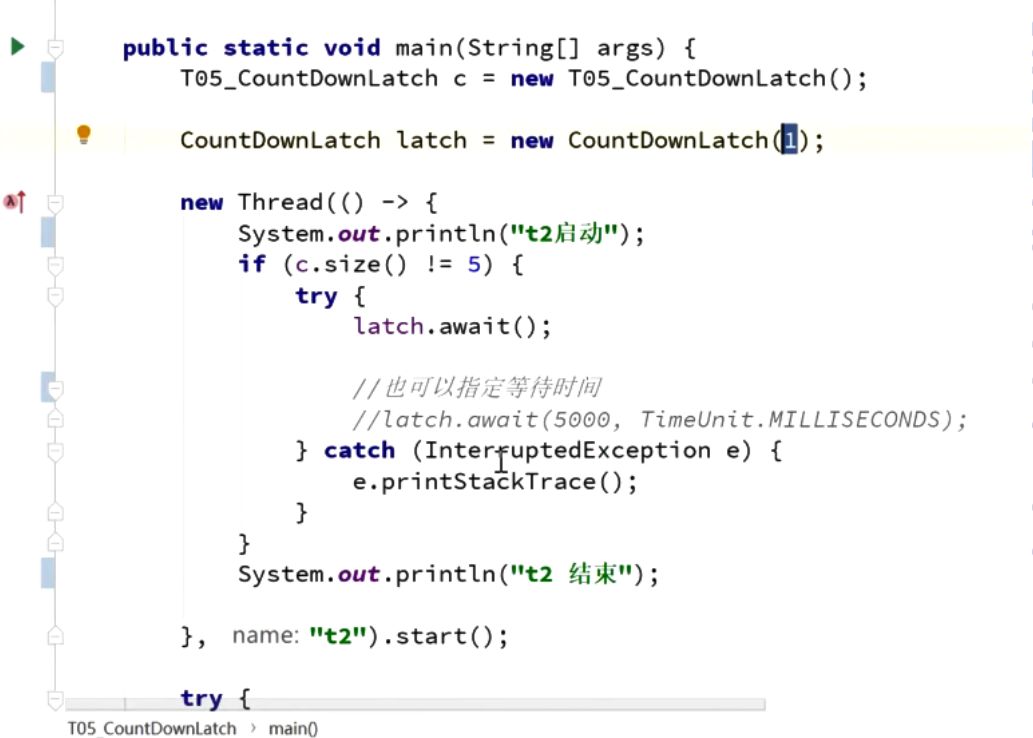 public static void main(String[] args) {
T05_CountDownLatch c = new T05_CountDownLatch();
CountDownLatch latch = new CountDownLatch(1);
new Thread(() -> {
System.out.println("t2启动");
if (c.size() != 5) {
try {
latch.await();
//也可以指定等待时间
//latch.await(5000, TimeUnit.MILLISECONDS);
} catch (InterruptedException e) {
e.printStackTrace();
}
}
System.out.println("t2 结束");
}, name: "t2").start();
try {
T05_CountDownLatch › main()